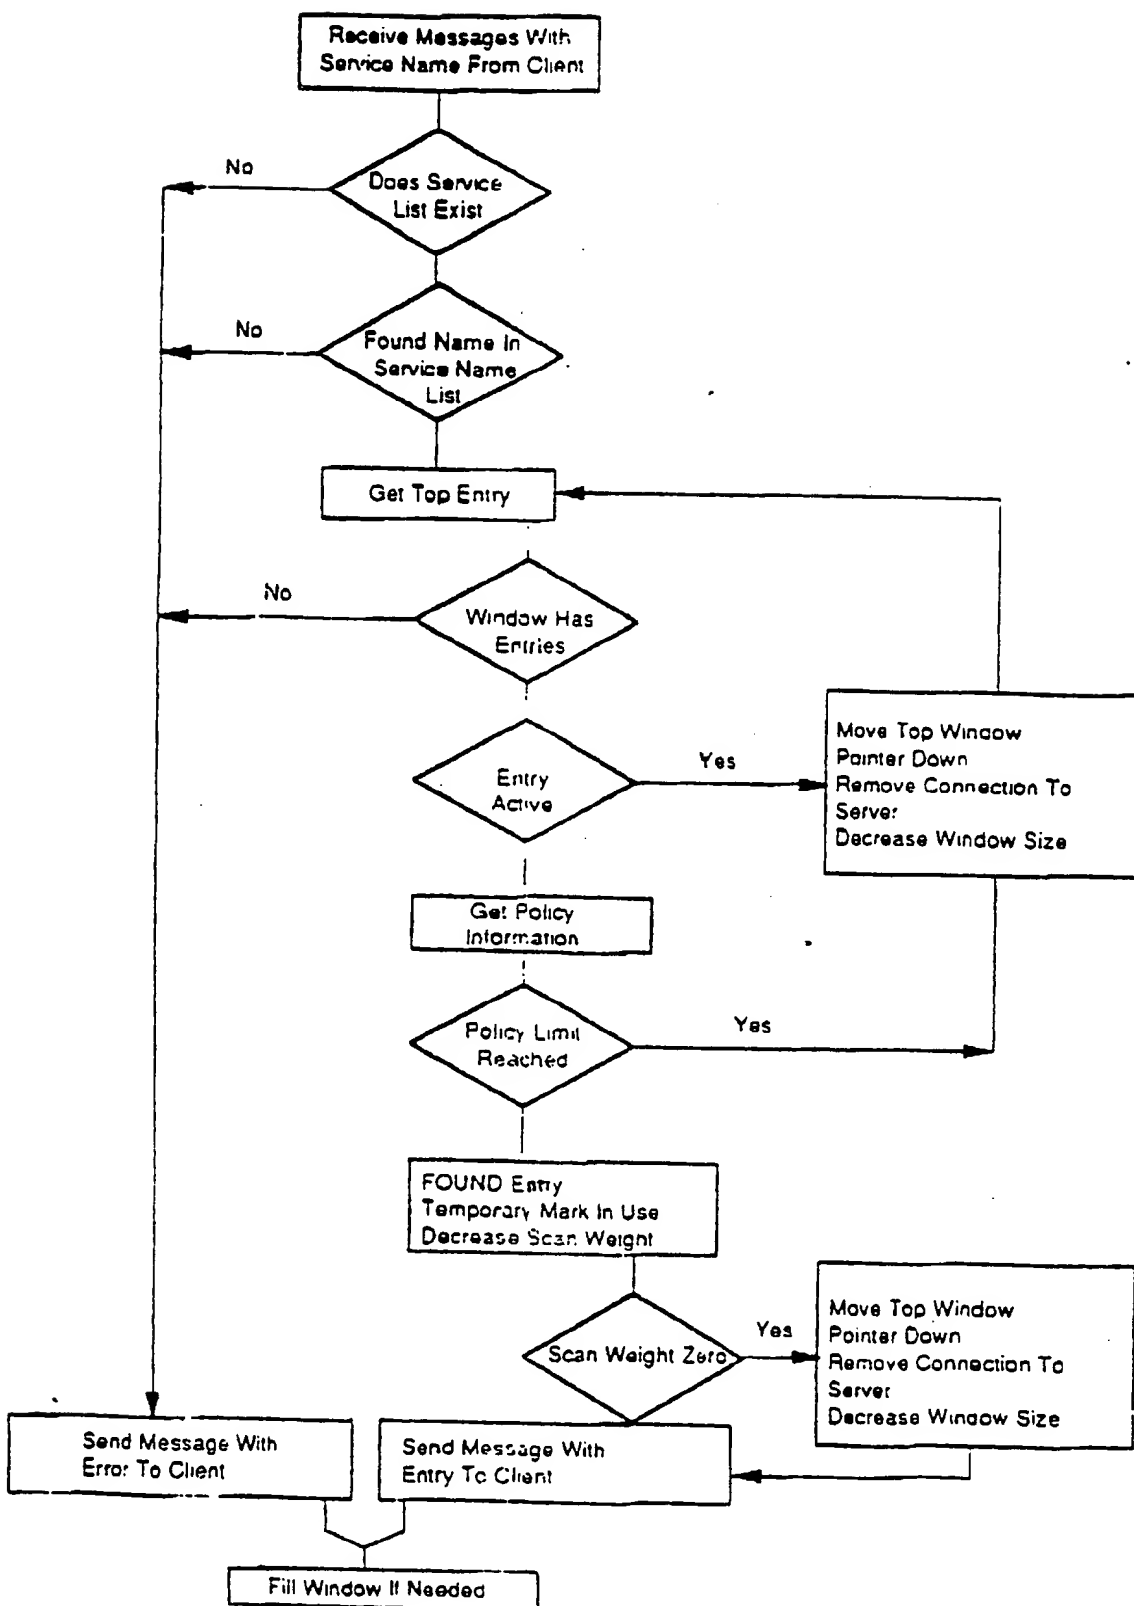 Receive Messages With
Service Name From Client
No
Does Service
List Exist
No
Found Name In
Service Name
List
Get Top Entry
No
Window Has
Entries
Entry
Active
Yes
Move Top Window
Pointer Down
Remove Connection To
Server
Decrease Window Size
Get Policy
Information
Policy Limit
Reached
Yes
FOUND Entry
Temporary Mark In Use
Decrease Scan Weight
Scan Weight Zero
Yes
Move Top Window
Pointer Down
Remove Connection To
Server
Decrease Window Size
Send Message With
Error To Client
Send Message With
Entry To Client
Fill Window If Needed